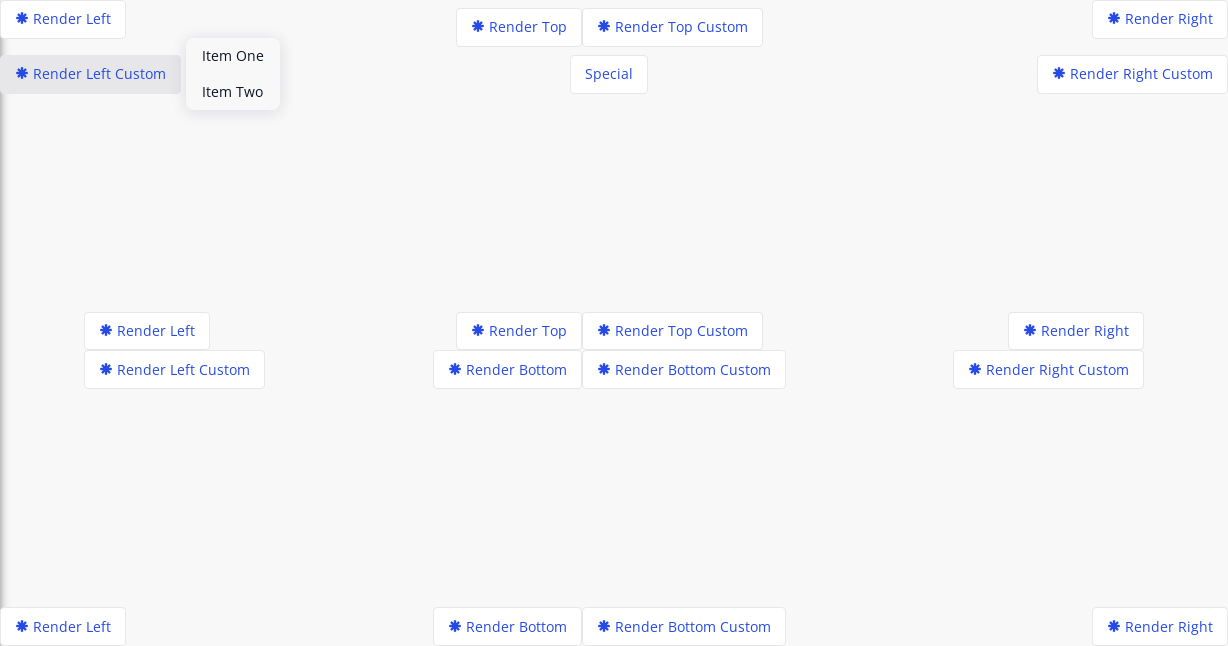 Render Left
Render Top
Render Top Custom
Render Right
Render Left Custom
Item One
Item Two
Special
Render Right Custom
Render Left
Render Top
Render Top Custom
Render Right
Render Left Custom
Render Bottom
Render Bottom Custom
Render Right Custom
Render Left
Render Bottom
Render Bottom Custom
Render Right